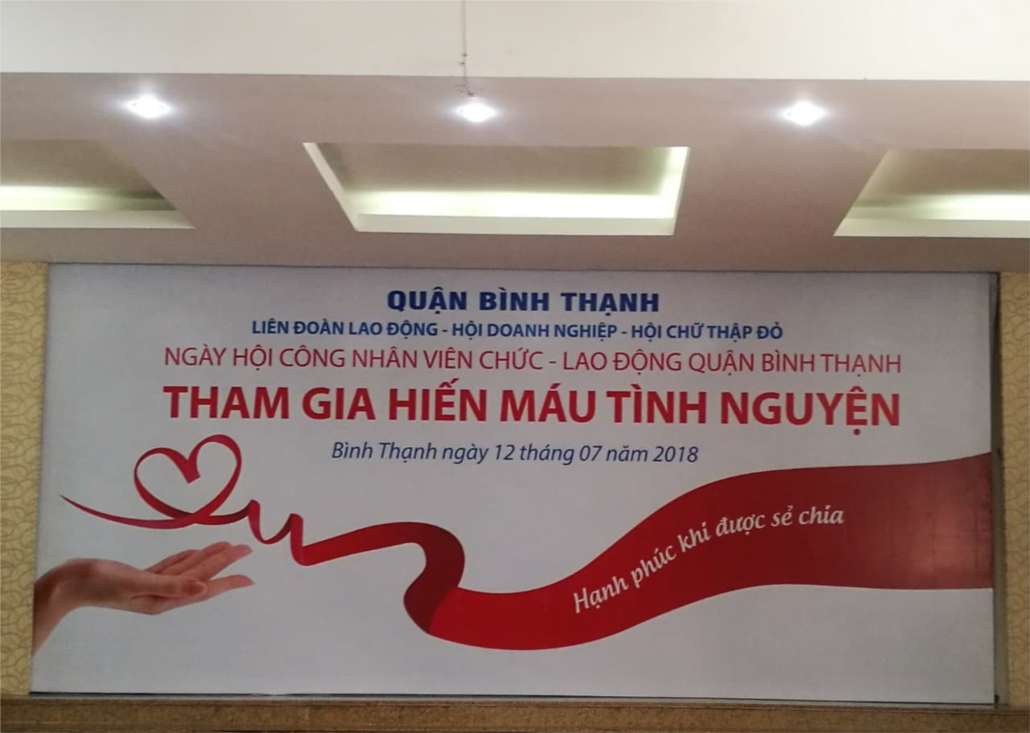 QUẬN BÌNH THẠNH
LIÊN ĐOÀN LAO ĐỘNG - HỘI DOANH NGHIỆP - HỘI CHỮ THẬP ĐỎ
NGÀY HỘI CÔNG NHÂN VIÊN CHỨC - LAO ĐỘNG QUẬN BÌNH THẠNH
THAM GIA HIẾN MÁU TÌNH NGUYỆN
Bình Thạnh ngày 12 tháng 07 năm 2018
Hạnh phúc khi được sẻ chia